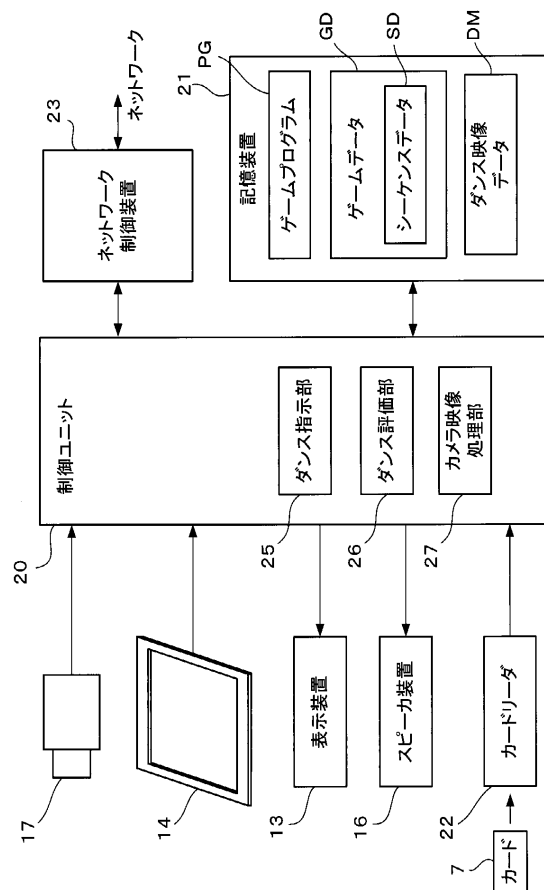 17
14
13
表示装置
16
スピーカ装置
22
カードリーダ
7
カード
20
制御ユニット
25
ダンス指示部
26
ダンス評価部
27
カメラ映像
処理部
23
ネットワーク
制御装置
ネットワーク
21
記憶装置
PG
ゲームプログラム
GD
ゲームデータ
SD
シーケンスデータ
DM
ダンス映像
データ